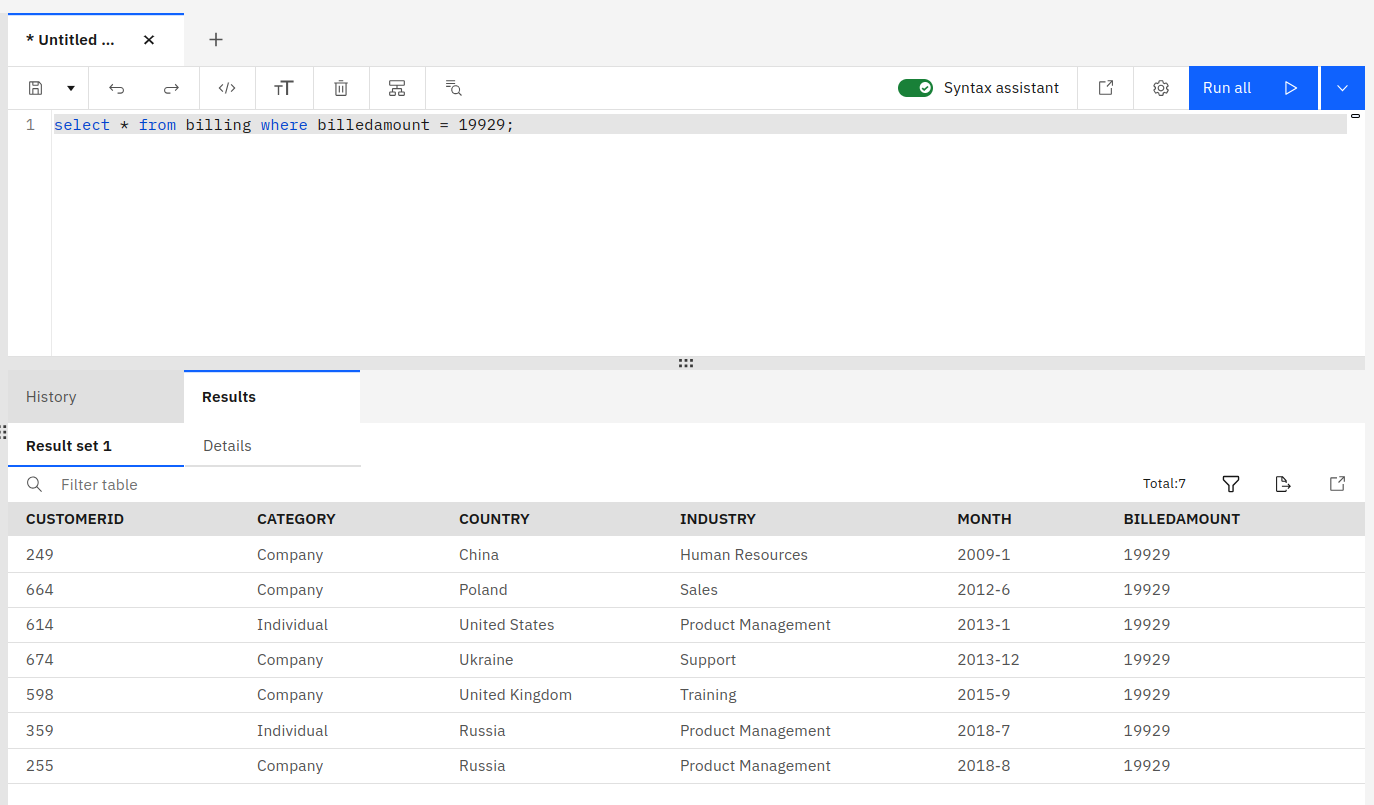 * Untitled ...
Syntax assistant Run all
1 select * from billing where billedamount = 19929;
History Results
Result set 1 Details
Filter table Total:7
CUSTOMERID CATEGORY COUNTRY INDUSTRY MONTH BILLEDAMOUNT
249 Company China Human Resources 2009-1 19929
664 Company Poland Sales 2012-6 19929
614 Individual United States Product Management 2013-1 19929
674 Company Ukraine Support 2013-12 19929
598 Company United Kingdom Training 2015-9 19929
359 Individual Russia Product Management 2018-7 19929
255 Company Russia Product Management 2018-8 19929